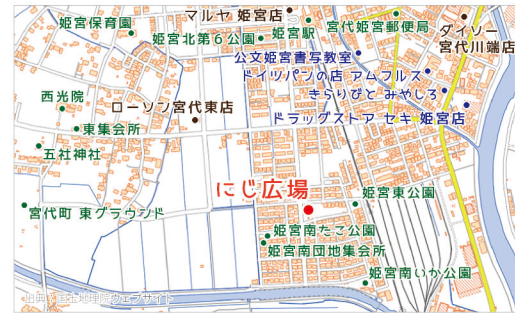 マルヤ 姫宮店
姫宮保育園
宮代姫宮郵便局
姫宮駅
ダイソー
宮代川端店
姫宮北第6公園
公文姫宮書写教室
ドイツパンの店 アムフルス
きらりびと みやしろ
西光院
ローソン宮代東店
ドラッグストア セキ 姫宮店
東集会所
五社神社
にじ広場
姫宮東公園
宮代町 東グラウンド
姫宮南たこ公園
姫宮南団地集会所
姫宮南いか公園
出典:国土地理院ウェブサイト